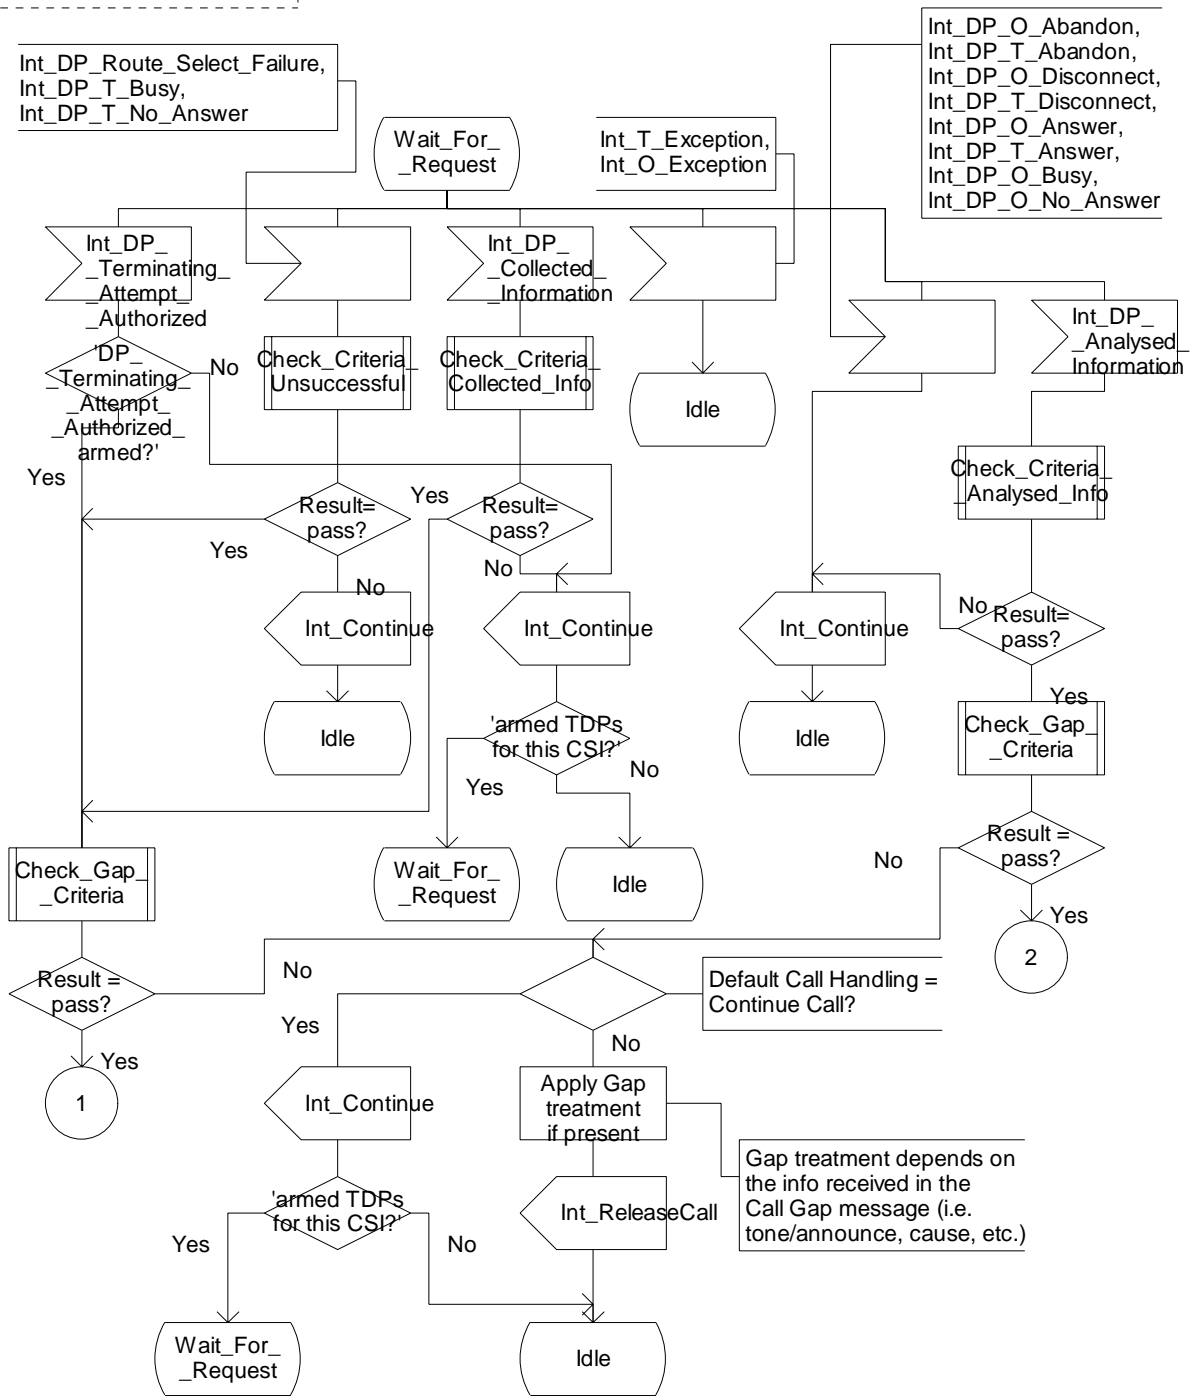 Int_DP_Route_Select_Failure,
Int_DP_T_Busy,
Int_DP_T_No_Answer
Wait_For_
_Request
Int_T_Exception,
Int_O_Exception
Int_DP_O_Abandon,
Int_DP_T_Abandon,
Int_DP_O_Disconnect,
Int_DP_T_Disconnect,
Int_DP_O_Answer,
Int_DP_T_Answer,
Int_DP_O_Busy,
Int_DP_O_No_Answer
Int_DP_
_Terminating_
_Attempt_
_Authorized
Int_DP_
_Collected_
_Information
Int_DP_
_Analysed_
_Information
'DP_
_Terminating_
_Attempt_
_Authorized_
armed?'
No
Yes
Check_Criteria_
Unsuccessful
Check_Criteria_
_Collected_Info
Idle
Check_Criteria_
_Analysed_Info
Result=
pass?
Yes
No
Result=
pass?
Yes
No
Int_Continue
Int_Continue
Int_Continue
No
Result=
pass?
Yes
Idle
'armed TDPs
for this CSI?'
Yes
No
Idle
Check_Gap_
_Criteria
Wait_For_
_Request
Idle
Result =
pass?
No
Yes
2
Check_Gap_
_Criteria
Result =
pass?
No
Yes
1
Default Call Handling =
Continue Call?
Yes
No
Int_Continue
Apply Gap
treatment
if present
Gap treatment depends on
the info received in the
Call Gap message (i.e.
tone/announce, cause, etc.)
'armed TDPs
for this CSI?'
Yes
No
Int_ReleaseCall
Wait_For_
_Request
Idle